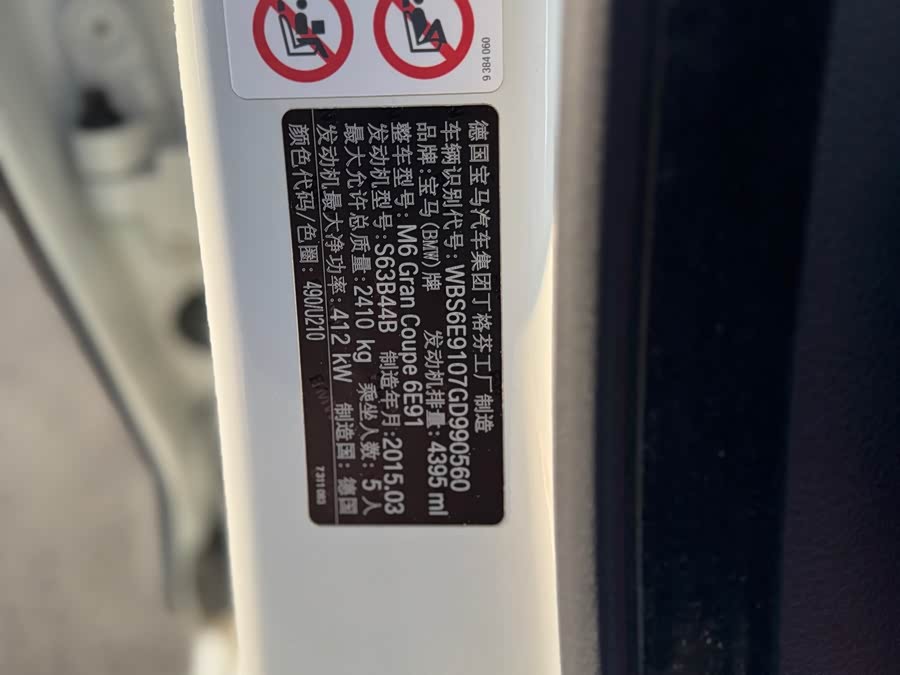 9 384 060
德国宝马汽车集团丁格芬工厂制造
车辆识别代号: WBS6E9107GD990560
品牌:宝马(BMW)牌 发动机排量: 4395 ml
整车型号: M6 Gran Coupe 6E91
发动机型号:S63B44B 制造年月:2015.03
最大允许总质量:2410 kg 乘坐人数: 5 人
发动机最大净功率: 412 kW 制造国: 德国
颜色代码/色圈: 490/U210